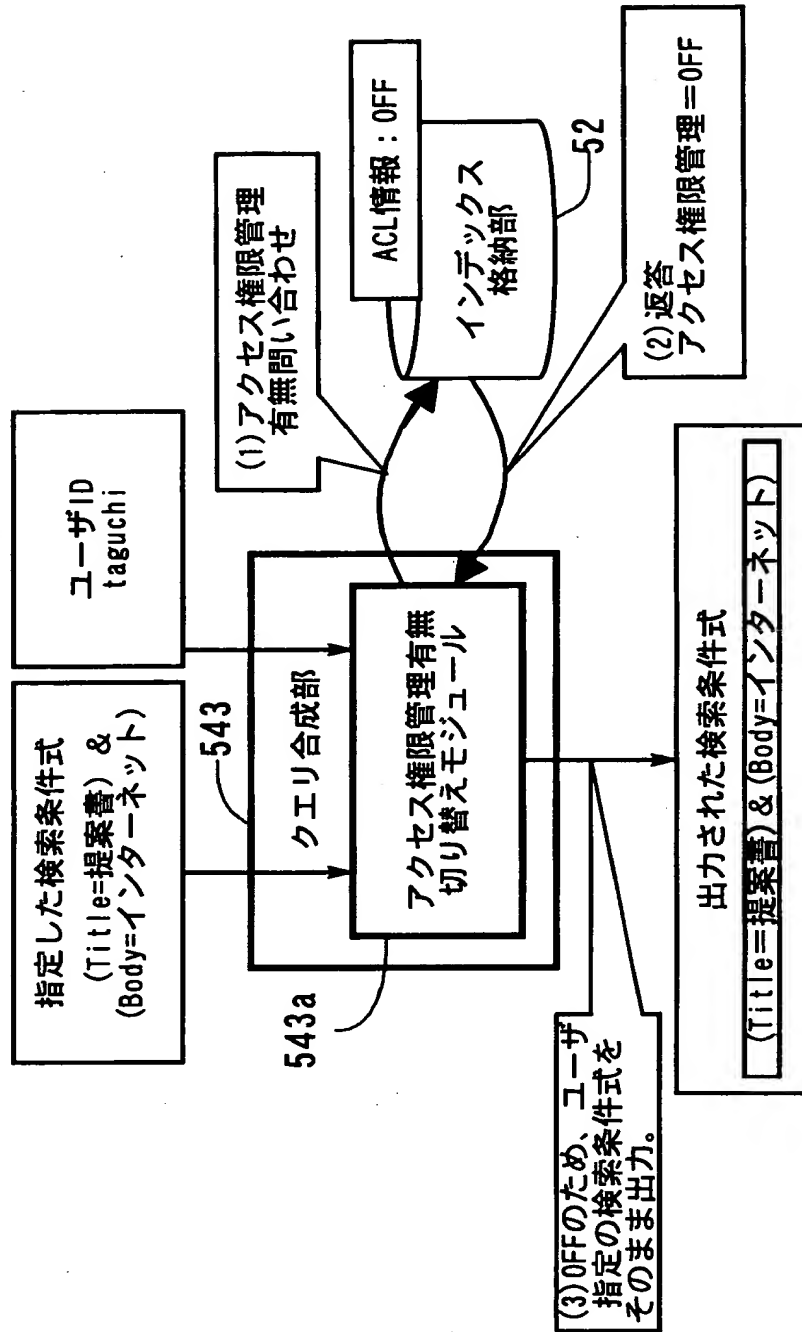 指定した検索条件式
(Title=提案書) &
(Body=インターネット)
ユーザID
taguchi
543
クエリ合成部
アクセス権限管理有無
切り替えモジュール
543a
(1)アクセス権限管理
有無問い合わせ
ACL情報:OFF
インデックス
格納部
52
(2)返答
アクセス権限管理=OFF
(3)OFFのため、ユーザ
指定の検索条件式を
そのまま出力。
出力された検索条件式
(Title=提案書) & (Body=インターネット)